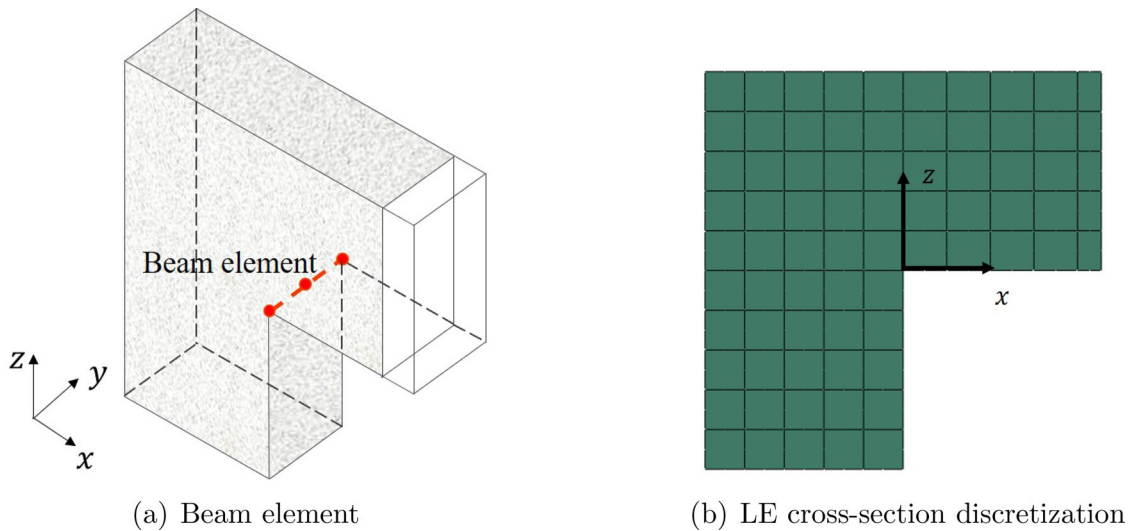 Beam element
z
y
x
z
x
(a) Beam element
(b) LE cross-section discretization